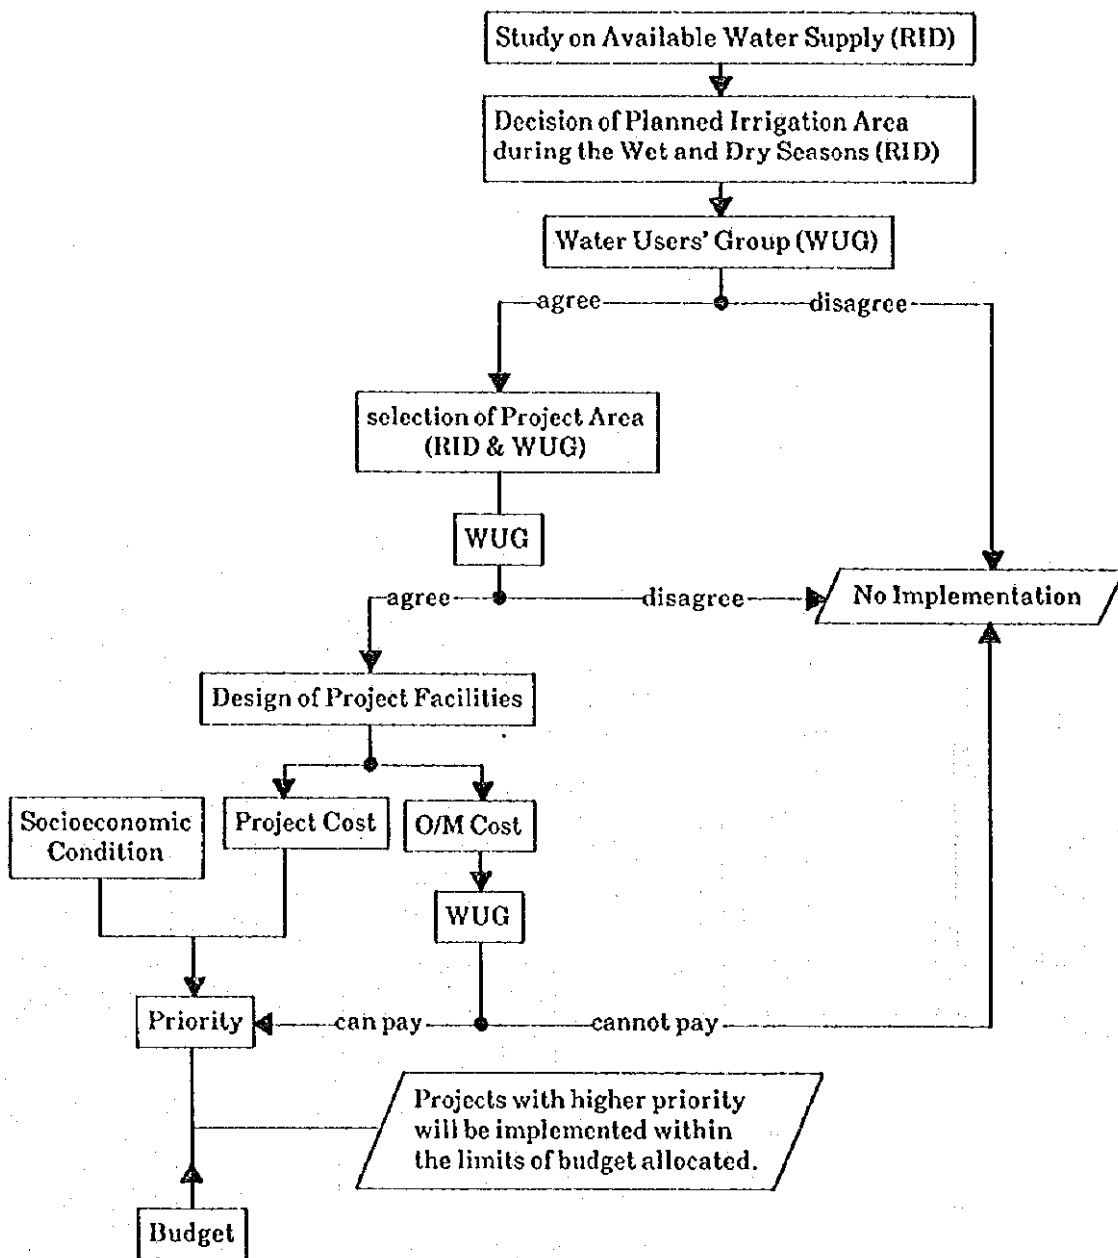 Study on Available Water Supply (RID)
Decision of Planned Irrigation Area
during the Wet and Dry Seasons (RID)
Water Users' Group (WUG)
agree
disagree
selection of Project Area
(RID & WUG)
WUG
agree
disagree
No Implementation
Design of Project Facilities
Socioeconomic
Condition
Project Cost
O/M Cost
WUG
Priority
can pay
cannot pay
Projects with higher priority
will be implemented within
the limits of budget allocated.
Budget